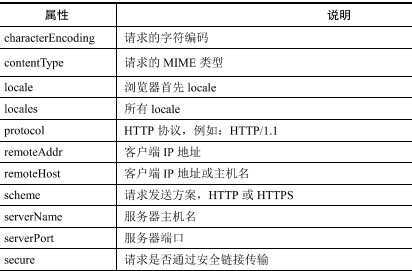 属性 说明
characterEncoding 请求的字符编码
contentType 请求的 MIME 类型
locale 浏览器首先 locale
locales 所有 locale
protocol HTTP 协议，例如：HTTP/1.1
remoteAddr 客户端 IP 地址
remoteHost 客户端 IP 地址或主机名
scheme 请求发送方案，HTTP 或 HTTPS
serverName 服务器主机名
serverPort 服务器端口
secure 请求是否通过安全链接传输